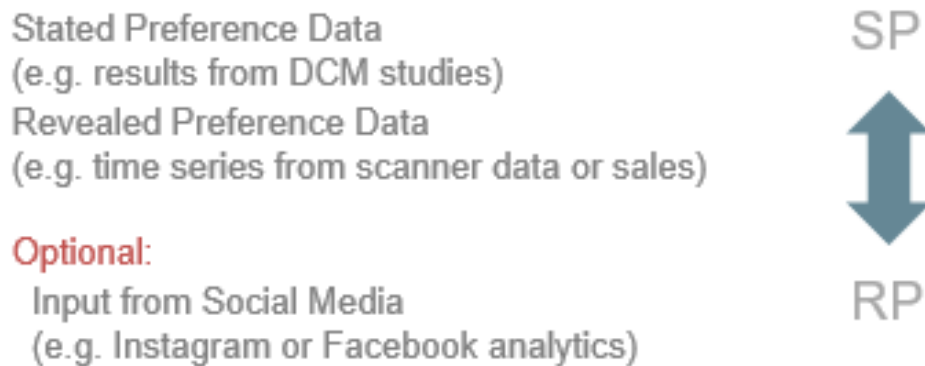 Stated Preference Data
(e.g. results from DCM studies)
Revealed Preference Data
(e.g. time series from scanner data or sales)
Optional:
Input from Social Media
(e.g. Instagram or Facebook analytics)
SP
RP